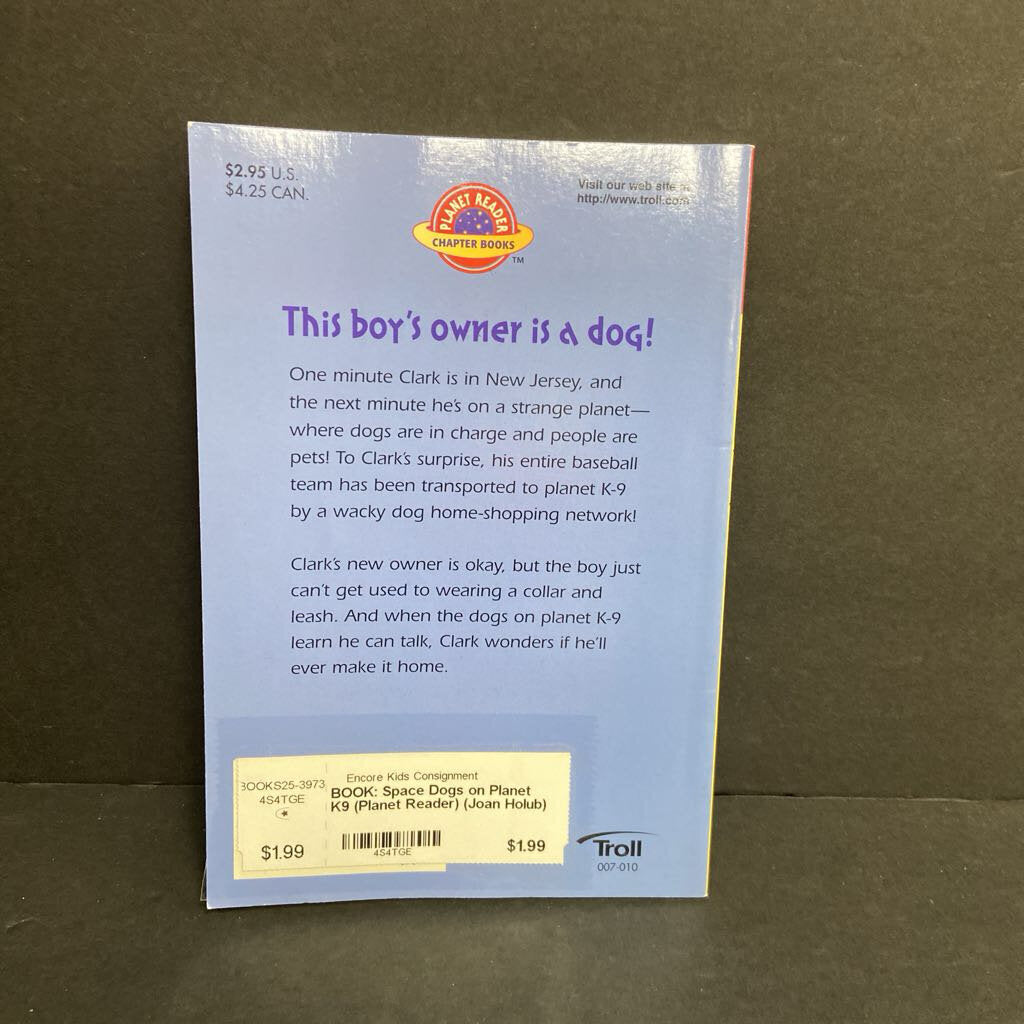 $2.95 U.S.
$4.25 CAN.
Visit our web site at
http://www.troll.com
PLANET READER
CHAPTER BOOKS
TM
This boy's owner is a dog!
One minute Clark is in New Jersey, and
the next minute he's on a strange planet—
where dogs are in charge and people are
pets! To Clark's surprise, his entire baseball
team has been transported to planet K-9
by a wacky dog home-shopping network!
Clark's new owner is okay, but the boy just
can't get used to wearing a collar and
leash. And when the dogs on planet K-9
learn he can talk, Clark wonders if he'll
ever make it home.
BOOKS25-3973
4S4TGE
$1.99
Encore Kids Consignment
BOOK: Space Dogs on Planet
K9 (Planet Reader) (Joan Holub)
4S4TGE
$1.99
Troll
007-010